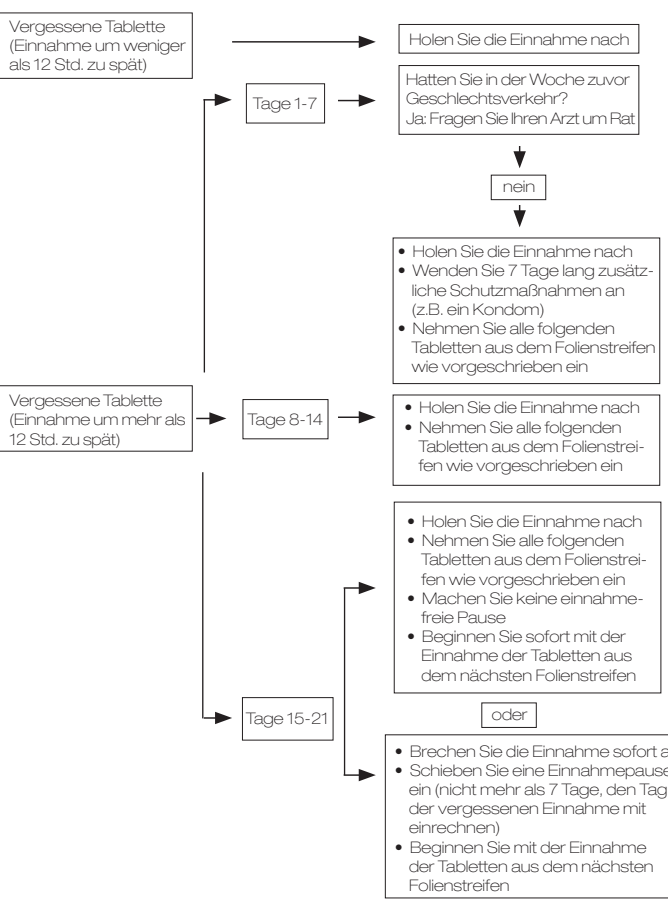 Vergessene Tablette
(Einnahme um weniger
als 12 Std. zu spät)
Holen Sie die Einnahme nach
Tage 1-7
Hatten Sie in der Woche zuvor
Geschlechtsverkehr?
Ja: Fragen Sie Ihren Arzt um Rat
nein
• Holen Sie die Einnahme nach
• Wenden Sie 7 Tage lang zusätz-
liche Schutzmaßnahmen an
(z.B. ein Kondom)
• Nehmen Sie alle folgenden
Tabletten aus dem Folienstreifen
wie vorgeschrieben ein
Vergessene Tablette
(Einnahme um mehr als
12 Std. zu spät)
Tage 8-14
• Holen Sie die Einnahme nach
• Nehmen Sie alle folgenden
Tabletten aus dem Folienstrei-
fen wie vorgeschrieben ein
• Holen Sie die Einnahme nach
• Nehmen Sie alle folgenden
Tabletten aus dem Folienstrei-
fen wie vorgeschrieben ein
• Machen Sie keine einnahme-
freie Pause
• Beginnen Sie sofort mit der
Einnahme der Tabletten aus
dem nächsten Folienstreifen
Tage 15-21
oder
• Brechen Sie die Einnahme sofort a
• Schieben Sie eine Einnahmepause
ein (nicht mehr als 7 Tage, den Tag
der vergessenen Einnahme mit
einrechnen)
• Beginnen Sie mit der Einnahme
der Tabletten aus dem nächsten
Folienstreifen